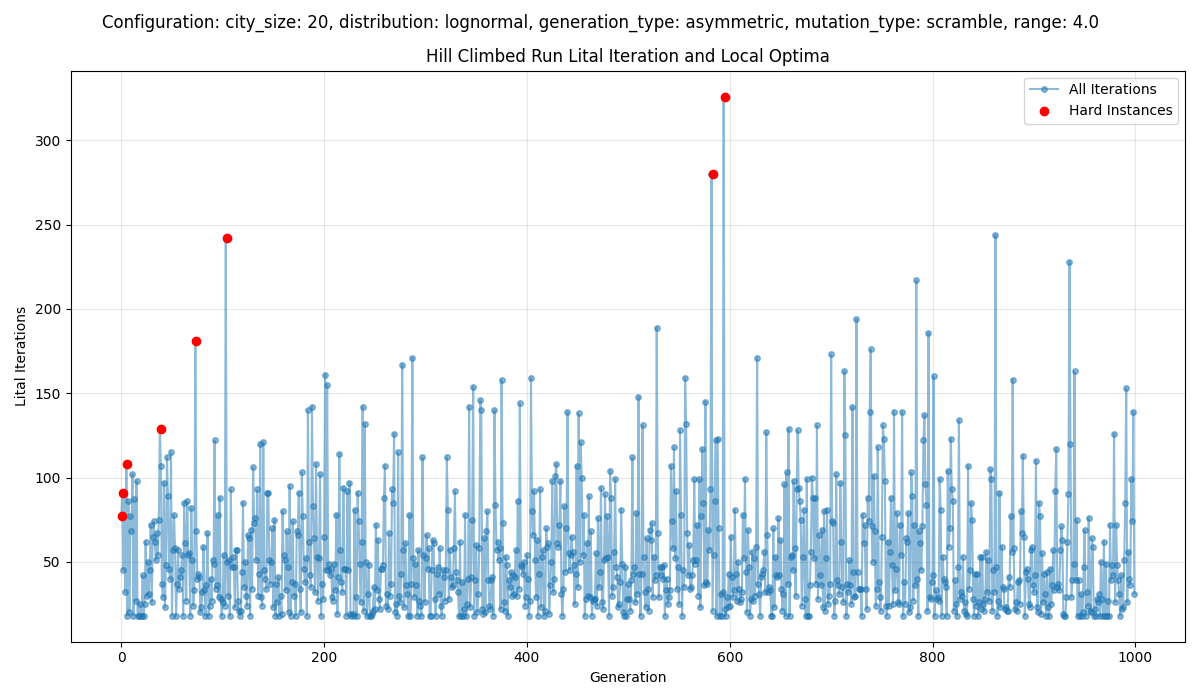 Configuration: city_size: 20, distribution: lognormal, generation_type: asymmetric, mutation_type: scramble, range: 4.0
Hill Climbed Run Lital Iteration and Local Optima
All Iterations
Hard Instances
Lital Iterations
300
250
200
150
100
50
0
200
400
600
800
1000
Generation